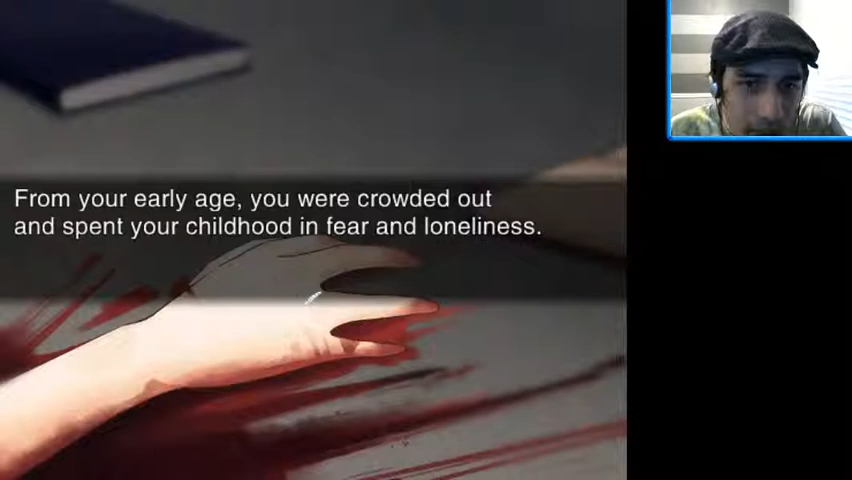 From your early age, you were crowded out
and spent your childhood in fear and loneliness.